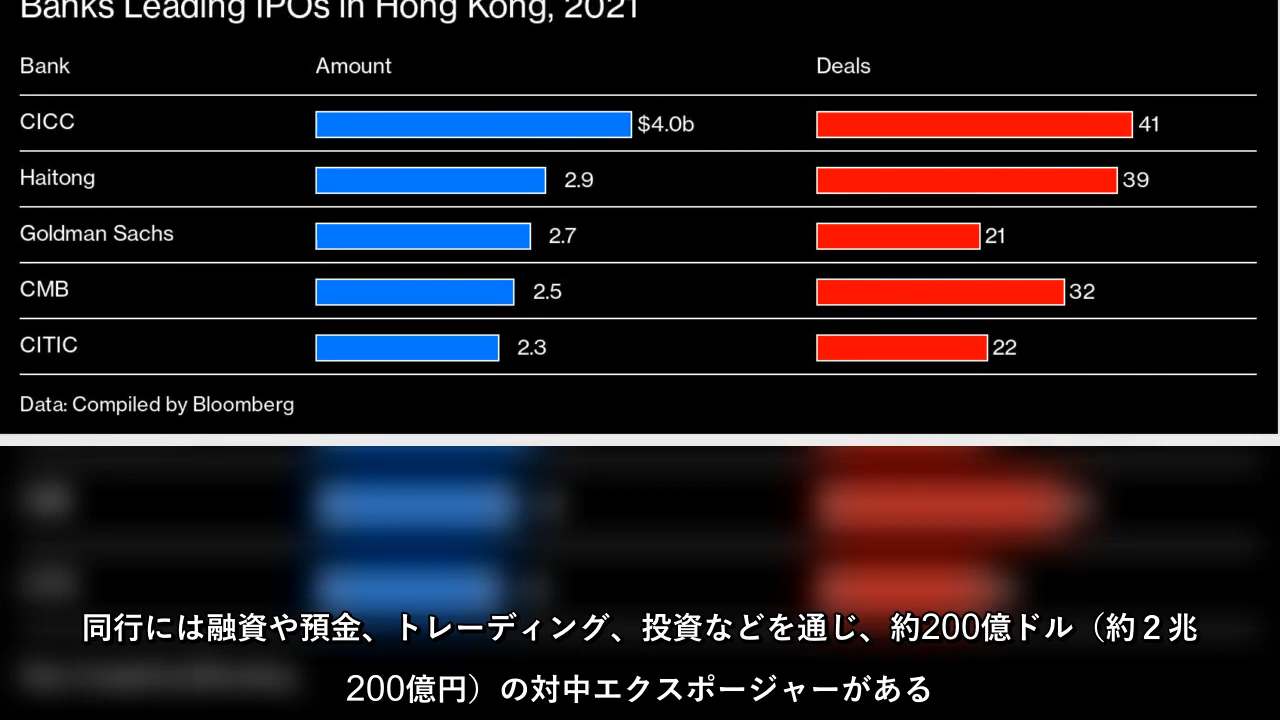 Banks Leading IPOs in Hong Kong, 2021
Bank Amount Deals
CICC $4.0b 41
Haitong 2.9 39
Goldman Sachs 2.7 21
CMB 2.5 32
CITIC 2.3 22
Data: Compiled by Bloomberg
同行には融資や預金、トレーディング、投資などを通じ、約200億ドル（約２兆
200億円）の対中エクスポージャーがある